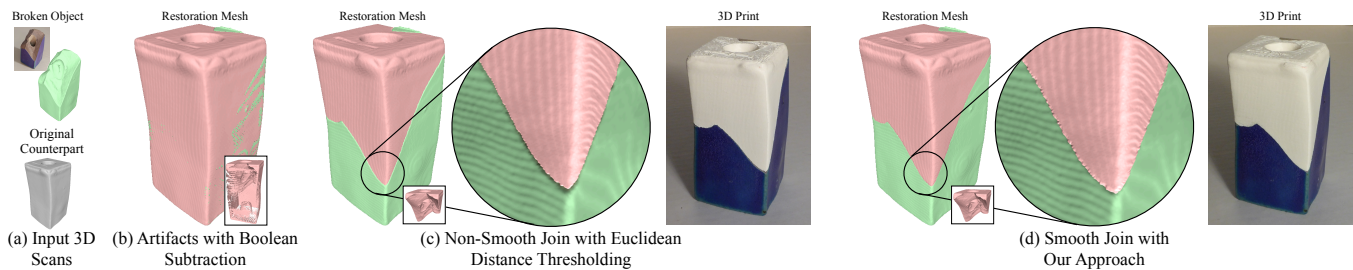 Broken Object
Restoration Mesh
Restoration Mesh
3D Print
Restoration Mesh
3D Print
Original
Counterpart
(a) Input 3D
Scans
(b) Artifacts with Boolean
Subtraction
(c) Non-Smooth Join with Euclidean
Distance Thresholding
(d) Smooth Join with
Our Approach